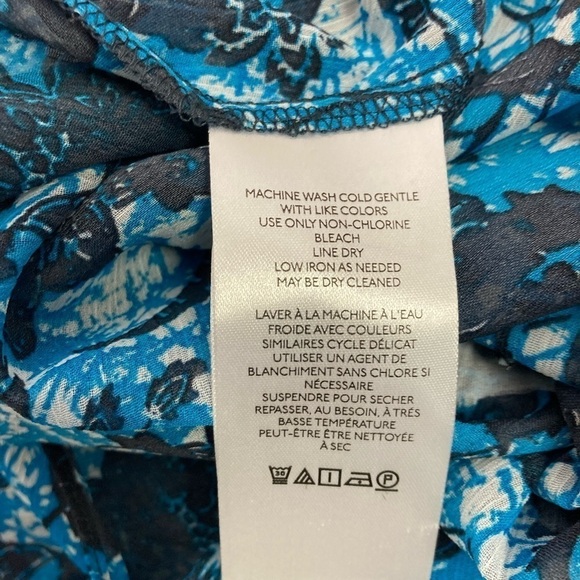 MACHINE WASH COLD GENTLE
WITH LIKE COLORS
USE ONLY NON-CHLORINE
BLEACH
LINE DRY
LOW IRON AS NEEDED
MAY BE DRY CLEANED
LAVER À LA MACHINE À L'EAU
FROIDE AVEC COULEURS
SIMILAIRES CYCLE DÉLICAT
UTILISER UN AGENT DE
BLANCHIMENT SANS CHLORE SI
NÉCESSAIRE
SUSPENDRE POUR SECHER
REPASSER, AU BESOIN, À TRÉS
BASSE TEMPÉRATURE
PEUT-ÊTRE ÊTRE NETTOYÉE
À SEC
30 P